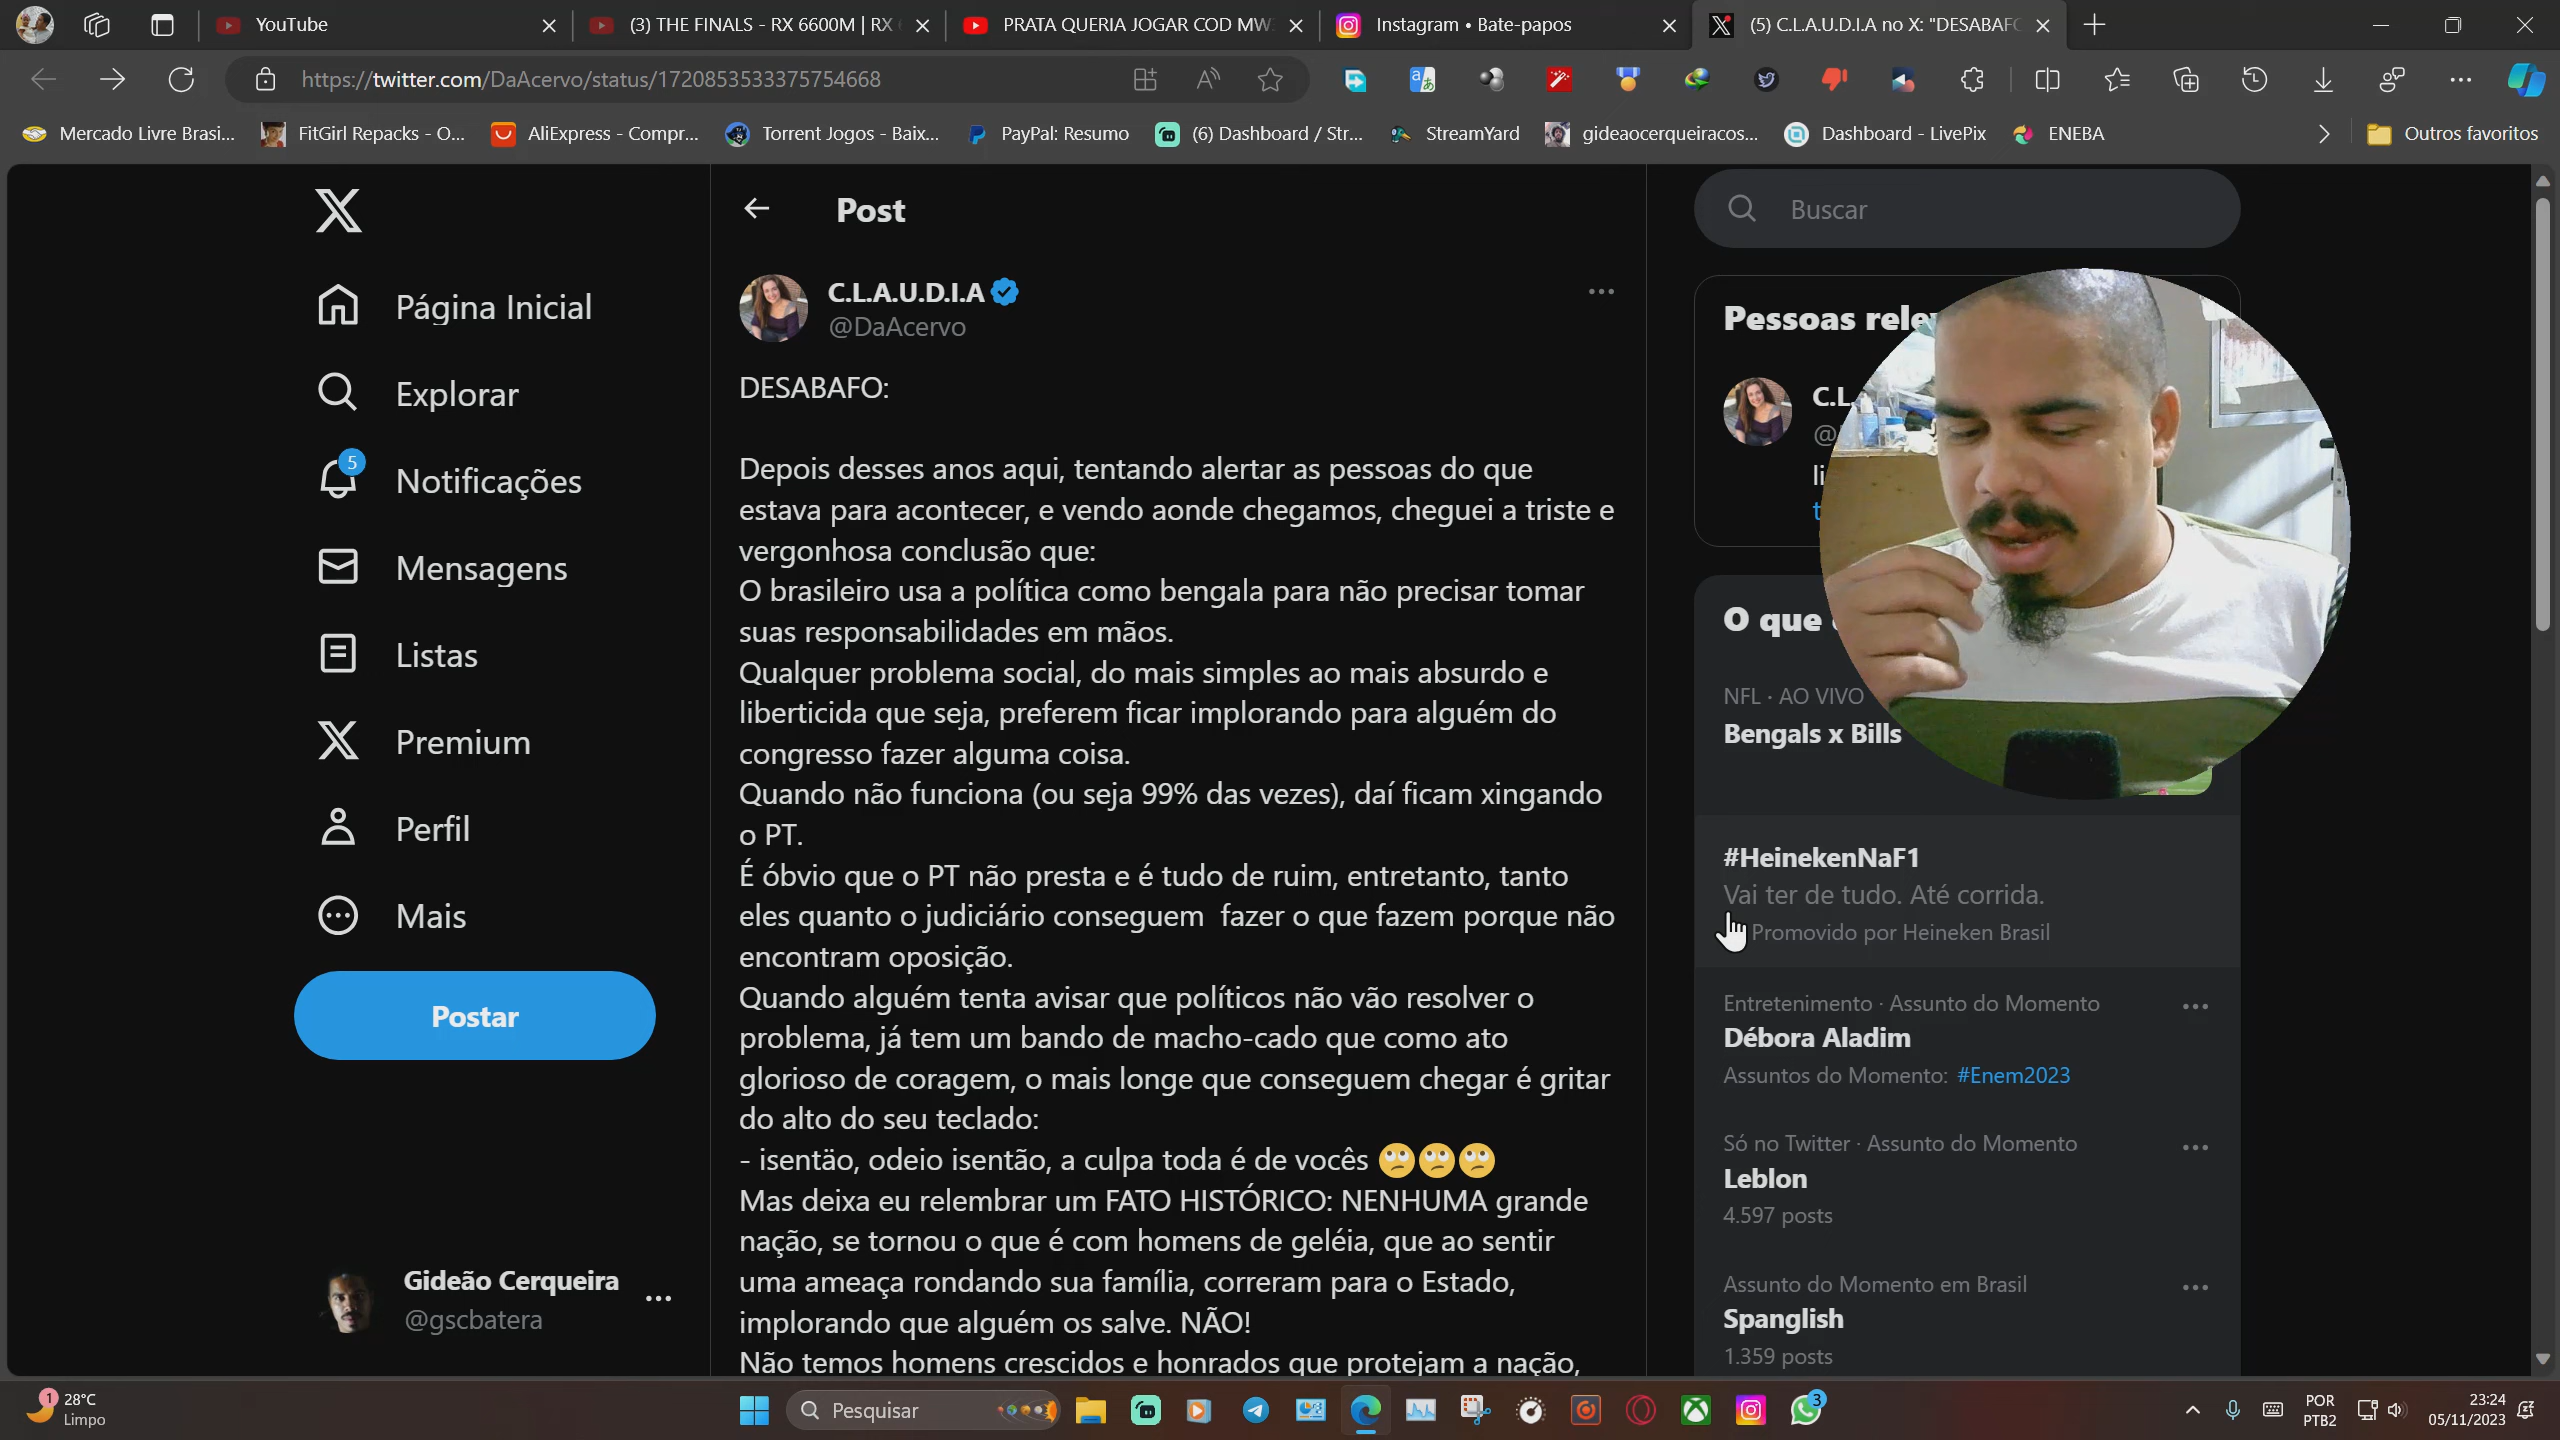 YouTube
(3) THE FINALS - RX 6600M | RX
PRATA QUERIA JOGAR COD MW
Instagram • Bate-papos
(5) C.L.A.U.D.I.A no X: "DESABAFO
https://twitter.com/DaAcervo/status/1720853533375754668
Mercado Livre Brasi...
FitGirl Repacks - O...
AliExpress - Compr...
Torrent Jogos - Baix...
PayPal: Resumo
(6) Dashboard / Str...
StreamYard
gideaocerqueiracos...
Dashboard - LivePix
ENEBA
Outros favoritos
Página Inicial
Explorar
5
Notificações
Mensagens
Listas
Premium
Perfil
Mais
Postar
Gideão Cerqueira
@gscbatera
Post
C.L.A.U.D.I.A
@DaAcervo
DESABAFO:
Depois desses anos aqui, tentando alertar as pessoas do que
estava para acontecer, e vendo aonde chegamos, cheguei a triste e
vergonhosa conclusão que:
O brasileiro usa a política como bengala para não precisar tomar
suas responsabilidades em mãos.
Qualquer problema social, do mais simples ao mais absurdo e
liberticida que seja, preferem ficar implorando para alguém do
congresso fazer alguma coisa.
Quando não funciona (ou seja 99% das vezes), daí ficam xingando
o PT.
É óbvio que o PT não presta e é tudo de ruim, entretanto, tanto
eles quanto o judiciário conseguem  fazer o que fazem porque não
encontram oposição.
Quando alguém tenta avisar que políticos não vão resolver o
problema, já tem um bando de macho-cado que como ato
glorioso de coragem, o mais longe que conseguem chegar é gritar
do alto do seu teclado:
- isentäo, odeio isentão, a culpa toda é de vocês 🙄🙄🙄
Mas deixa eu relembrar um FATO HISTÓRICO: NENHUMA grande
nação, se tornou o que é com homens de geléia, que ao sentir
uma ameaça rondando sua família, correram para o Estado,
implorando que alguém os salve. NÃO!
Não temos homens crescidos e honrados que protejam a nação,
Buscar
Pessoas rele
C.L.
@
li
t
O que
NFL · AO VIVO
Bengals x Bills
#HeinekenNaF1
Vai ter de tudo. Até corrida.
Promovido por Heineken Brasil
Entretenimento · Assunto do Momento
Débora Aladim
Assuntos do Momento: #Enem2023
Só no Twitter · Assunto do Momento
Leblon
4.597 posts
Assunto do Momento em Brasil
Spanglish
1.359 posts
1
28°C
Limpo
Pesquisar
3
POR
PTB2
23:24
05/11/2023